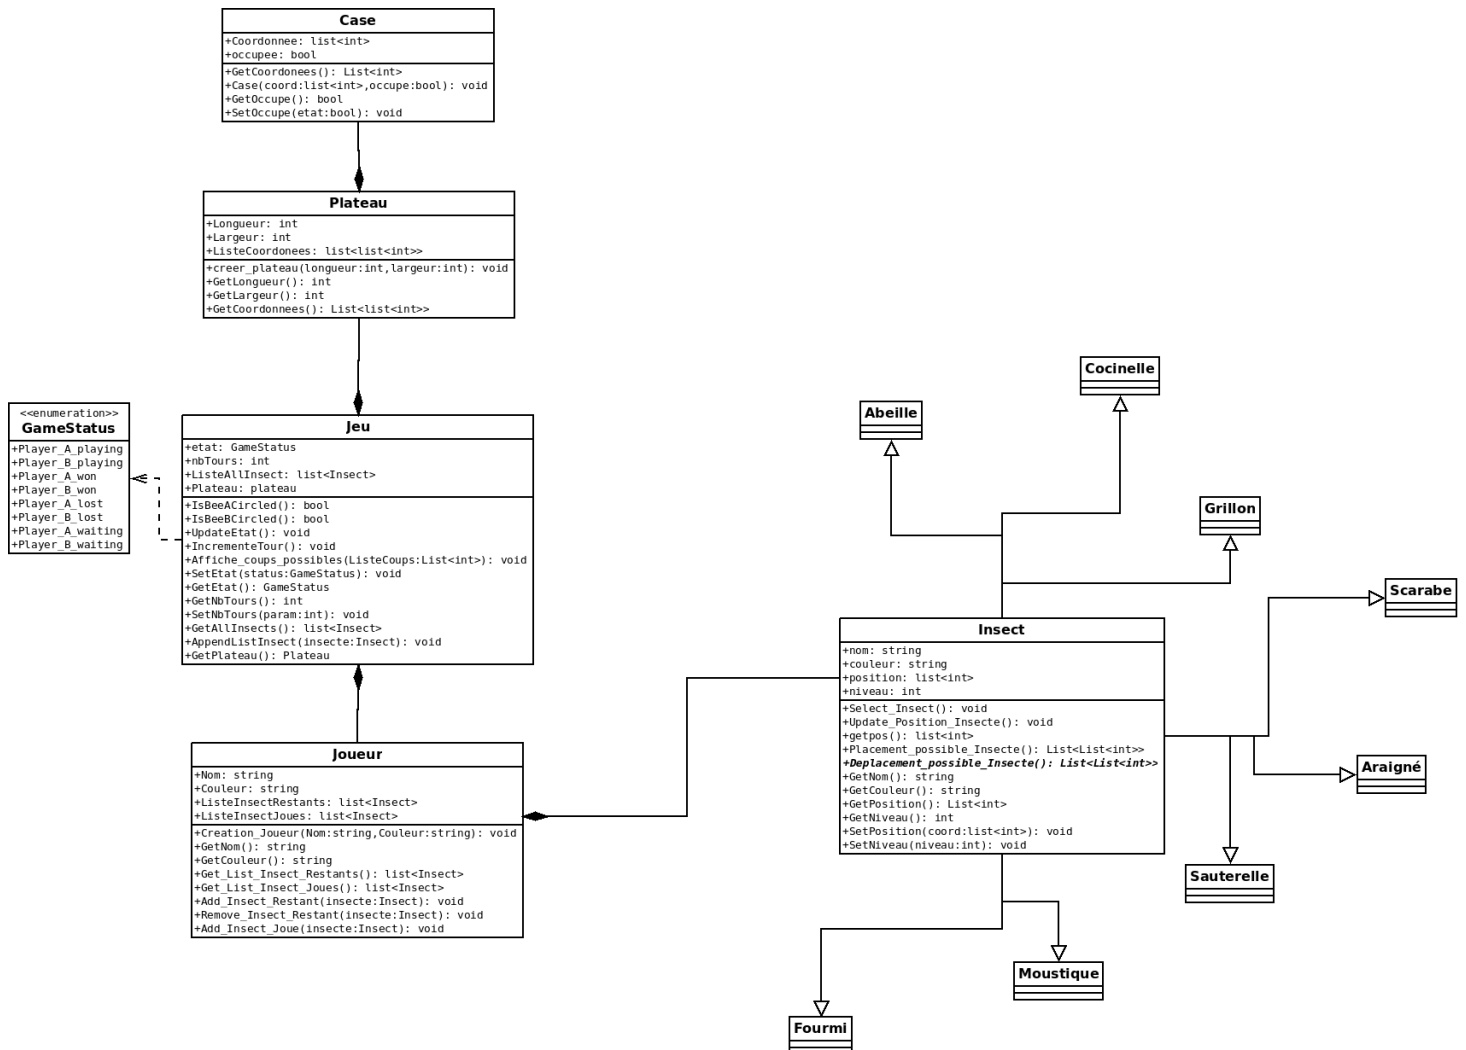 Case
+Coordonnee: list<int>
+occupee: bool
+GetCoordonees(): List<int>
+Case(coord:list<int>,occupe:bool): void
+GetOccupe(): bool
+SetOccupe(etat:bool): void
Plateau
+Longueur: int
+Largeur: int
+ListeCoordonees: list<list<int>>
+creer_plateau(longueur:int,largeur:int): void
+GetLongueur(): int
+GetLargeur(): int
+GetCoordonnees(): List<list<int>>
<<enumeration>>
GameStatus
+Player_A_playing
+Player_B_playing
+Player_A_won
+Player_B_won
+Player_A_lost
+Player_B_lost
+Player_A_waiting
+Player_B_waiting
Jeu
+etat: GameStatus
+nbTours: int
+ListeAllInsect: list<Insect>
+Plateau: plateau
+IsBeeACircled(): bool
+IsBeeBCircled(): bool
+UpdateEtat(): void
+IncrementeTour(): void
+Affiche_coups_possibles(ListeCoups:List<int>): void
+SetEtat(status:GameStatus): void
+GetEtat(): GameStatus
+GetNbTours(): int
+SetNbTours(param:int): void
+GetAllInsects(): list<Insect>
+AppendListInsect(insecte:Insect): void
+GetPlateau(): Plateau
Joueur
+Nom: string
+Couleur: string
+ListeInsectRestants: list<Insect>
+ListeInsectJoues: list<Insect>
+Creation_Joueur(Nom:string,Couleur:string): void
+GetNom(): string
+GetCouleur(): string
+Get_List_Insect_Restants(): list<Insect>
+Get_List_Insect_Joues(): list<Insect>
+Add_Insect_Restant(insecte:Insect): void
+Remove_Insect_Restant(insecte:Insect): void
+Add_Insect_Joue(insecte:Insect): void
Cocinelle
Abeille
Grillon
Scarabe
Insect
+nom: string
+couleur: string
+position: list<int>
+niveau: int
+Select_Insect(): void
+Update_Position_Insecte(): void
+getpos(): list<int>
+Placement_possible_Insecte(): List<List<int>>
+Deplacement_possible_Insecte(): List<List<int>>
+GetNom(): string
+GetCouleur(): string
+GetPosition(): List<int>
+GetNiveau(): int
+SetPosition(coord:list<int>): void
+SetNiveau(niveau:int): void
Araigné
Sauterelle
Moustique
Fourmi